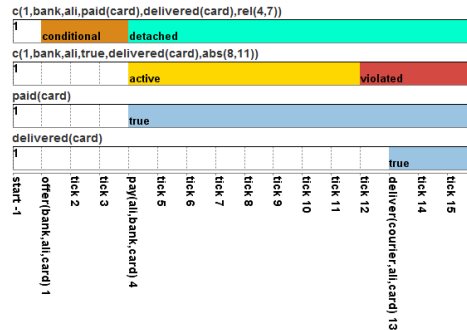 c(1,bank,ali,paid(card),delivered(card),rel(4,7))
1
conditional detached
c(1,bank,ali,true,delivered(card),abs(8,11))
1
active violated
paid(card)
1
true
delivered(card)
1
true
start -1
offer(bank,ali,card) 1
tick 2
tick 3
pay(ali,bank,card) 4
tick 5
tick 6
tick 7
tick 8
tick 9
tick 10
tick 11
tick 12
deliver(courier,ali,card) 13
tick 14
tick 15